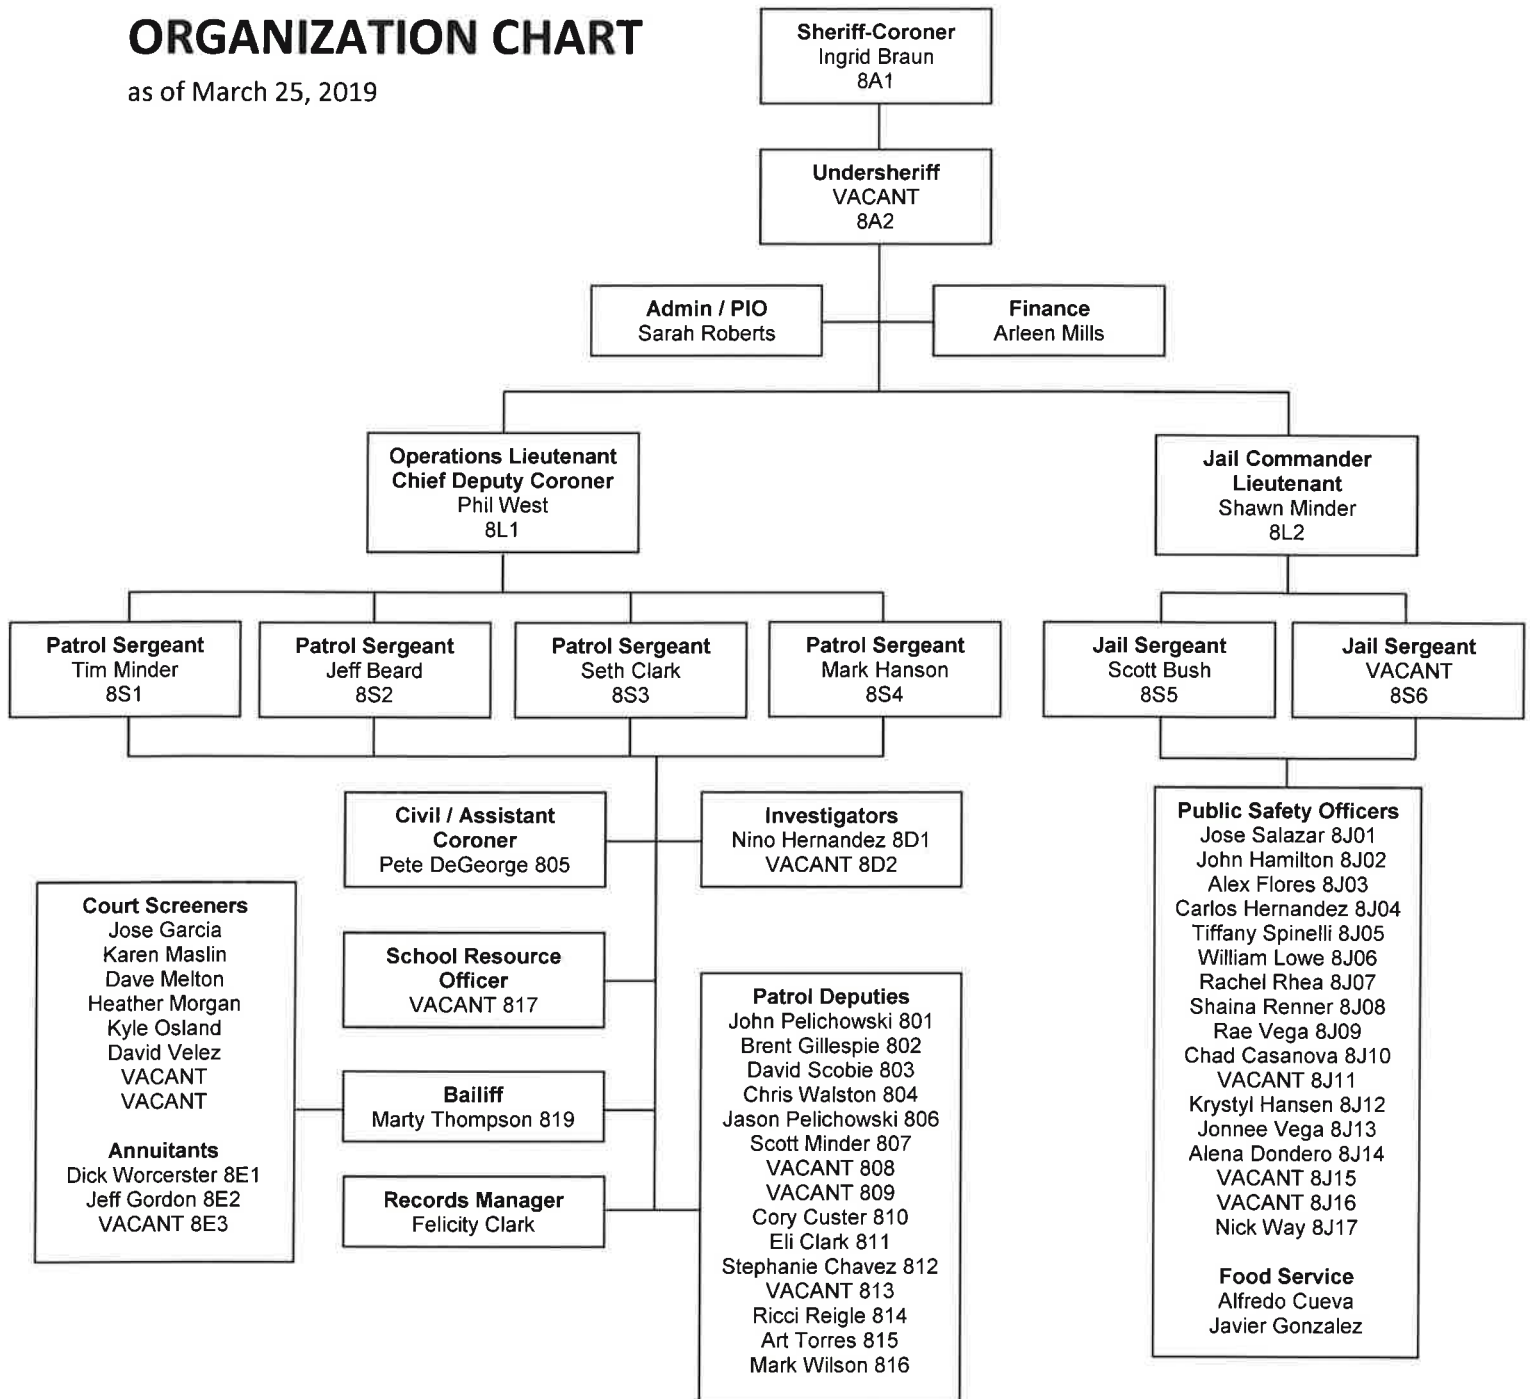 ORGANIZATION CHART
as of March 25, 2019
Sheriff-Coroner
Ingrid Braun
8A1
Undersheriff
VACANT
8A2
Admin / PIO
Sarah Roberts
Finance
Arleen Mills
Operations Lieutenant
Chief Deputy Coroner
Phil West
8L1
Jail Commander
Lieutenant
Shawn Minder
8L2
Patrol Sergeant
Tim Minder
8S1
Patrol Sergeant
Jeff Beard
8S2
Patrol Sergeant
Seth Clark
8S3
Patrol Sergeant
Mark Hanson
8S4
Jail Sergeant
Scott Bush
8S5
Jail Sergeant
VACANT
8S6
Civil / Assistant
Coroner
Pete DeGeorge 805
Investigators
Nino Hernandez 8D1
VACANT 8D2
Court Screeners
Jose Garcia
Karen Maslin
Dave Melton
Heather Morgan
Kyle Osland
David Velez
VACANT
VACANT
Annuitants
Dick Worcerster 8E1
Jeff Gordon 8E2
VACANT 8E3
School Resource
Officer
VACANT 817
Bailiff
Marty Thompson 819
Records Manager
Felicity Clark
Patrol Deputies
John Pelichowski 801
Brent Gillespie 802
David Scobie 803
Chris Walston 804
Jason Pelichowski 806
Scott Minder 807
VACANT 808
VACANT 809
Cory Custer 810
Eli Clark 811
Stephanie Chavez 812
VACANT 813
Ricci Reigle 814
Art Torres 815
Mark Wilson 816
Public Safety Officers
Jose Salazar 8J01
John Hamilton 8J02
Alex Flores 8J03
Carlos Hernandez 8J04
Tiffany Spinelli 8J05
William Lowe 8J06
Rachel Rhea 8J07
Shaina Renner 8J08
Rae Vega 8J09
Chad Casanova 8J10
VACANT 8J11
Krystyl Hansen 8J12
Jonnee Vega 8J13
Alena Dondero 8J14
VACANT 8J15
VACANT 8J16
Nick Way 8J17
Food Service
Alfredo Cueva
Javier Gonzalez